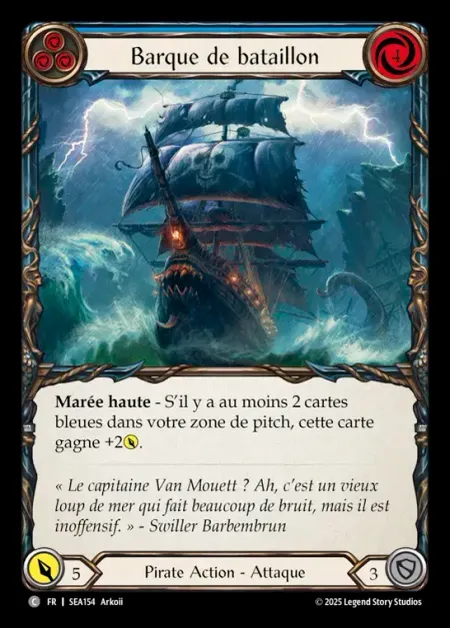 Barque de bataillon
4
Marée haute - S'il y a au moins 2 cartes
bleues dans votre zone de pitch, cette carte
gagne +2.
« Le capitaine Van Mouett ? Ah, c'est un vieux
loup de mer qui fait beaucoup de bruit, mais il est
inoffensif. » - Swiller Barbembrun
5
Pirate Action - Attaque
3
C FR | SEA154 Arkoii
© 2025 Legend Story Studios